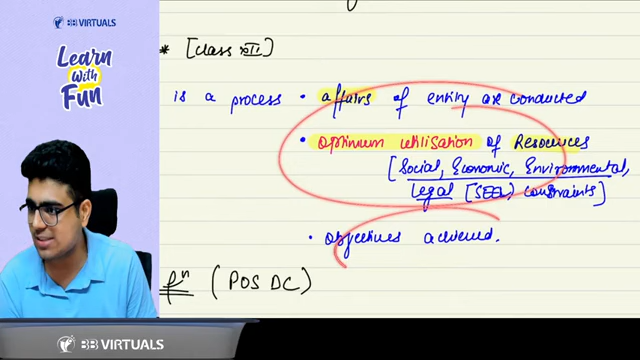 BB VIRTUALS
Learn
With
Fun
* [Class XII]
is a process • affairs of entity are conducted
• optimum utilisation of Resources
[Social, Economic, Environmental,
Legal [SEEL) constraints]
• objectives achieved.
fⁿ (POS DC)
BB VIRTUALS